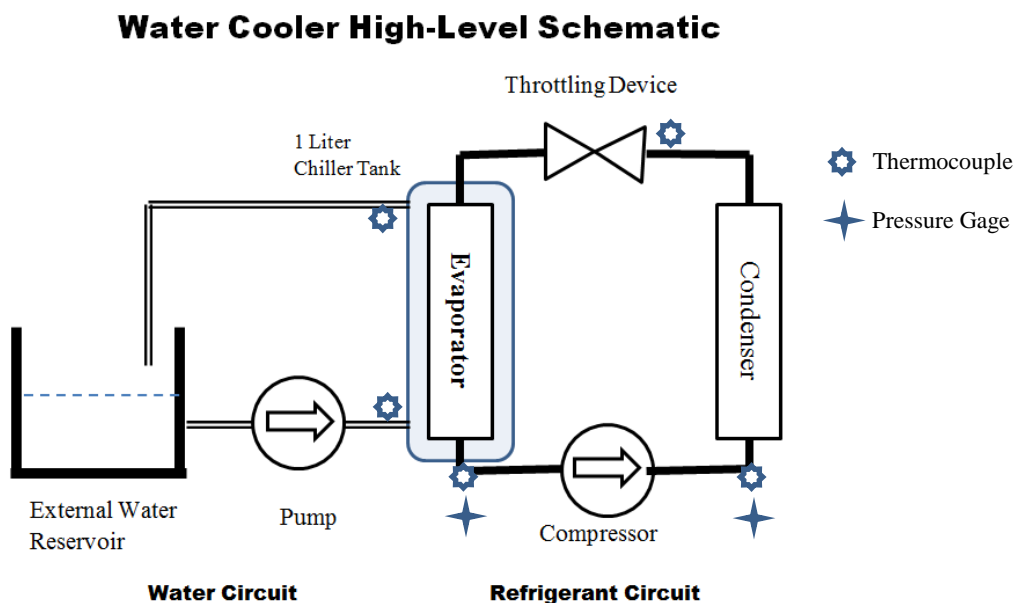 Water Cooler High-Level Schematic
Throttling Device
1 Liter
Chiller Tank
Thermocouple
Pressure Gage
Evaporator
Condenser
External Water
Reservoir
Pump
Compressor
Water Circuit
Refrigerant Circuit